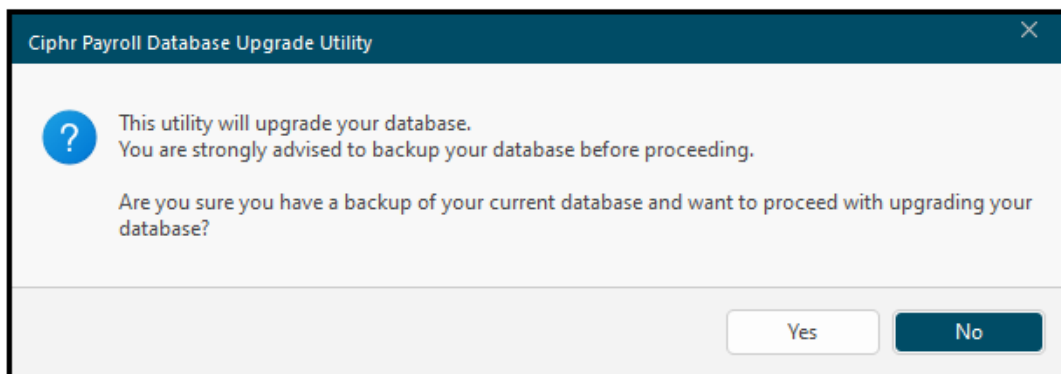 Ciphr Payroll Database Upgrade Utility
This utility will upgrade your database.
You are strongly advised to backup your database before proceeding.
Are you sure you have a backup of your current database and want to proceed with upgrading your
database?
Yes No